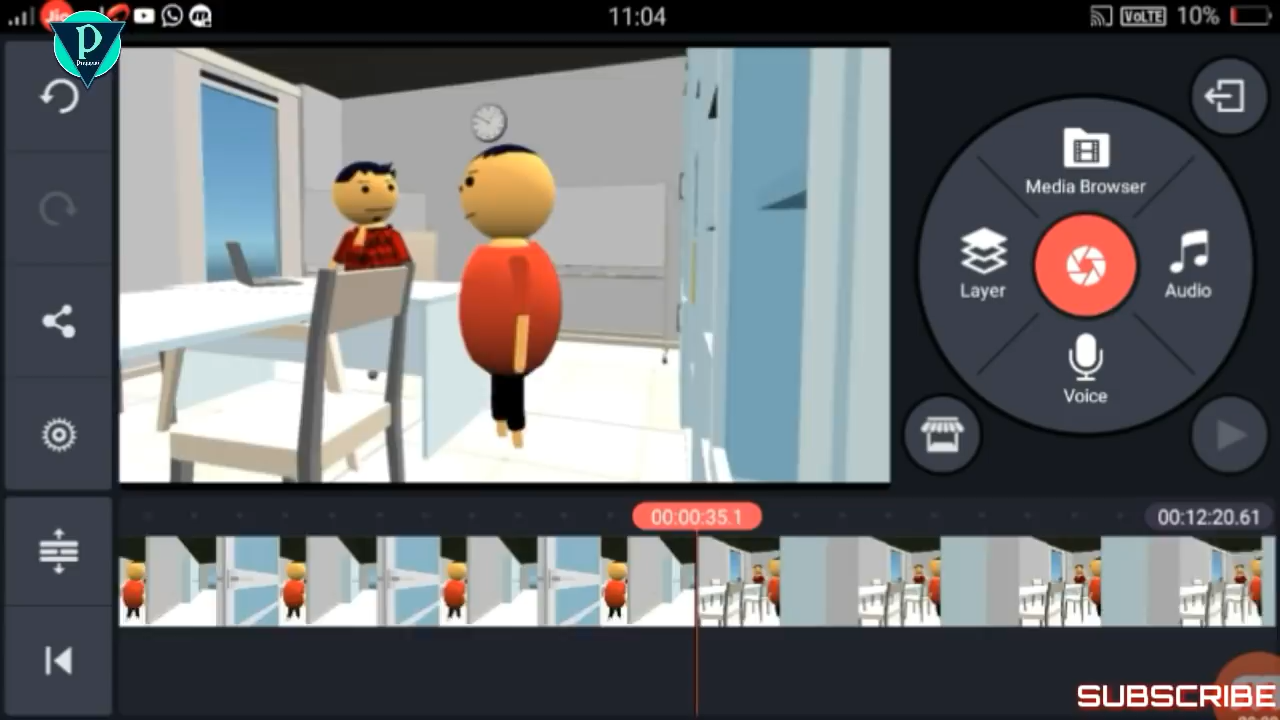 11:04
VoLTE 10%
P
Media Browser
Layer
Audio
Voice
00:00:35.1
00:12:20.61
SUBSCRIBE